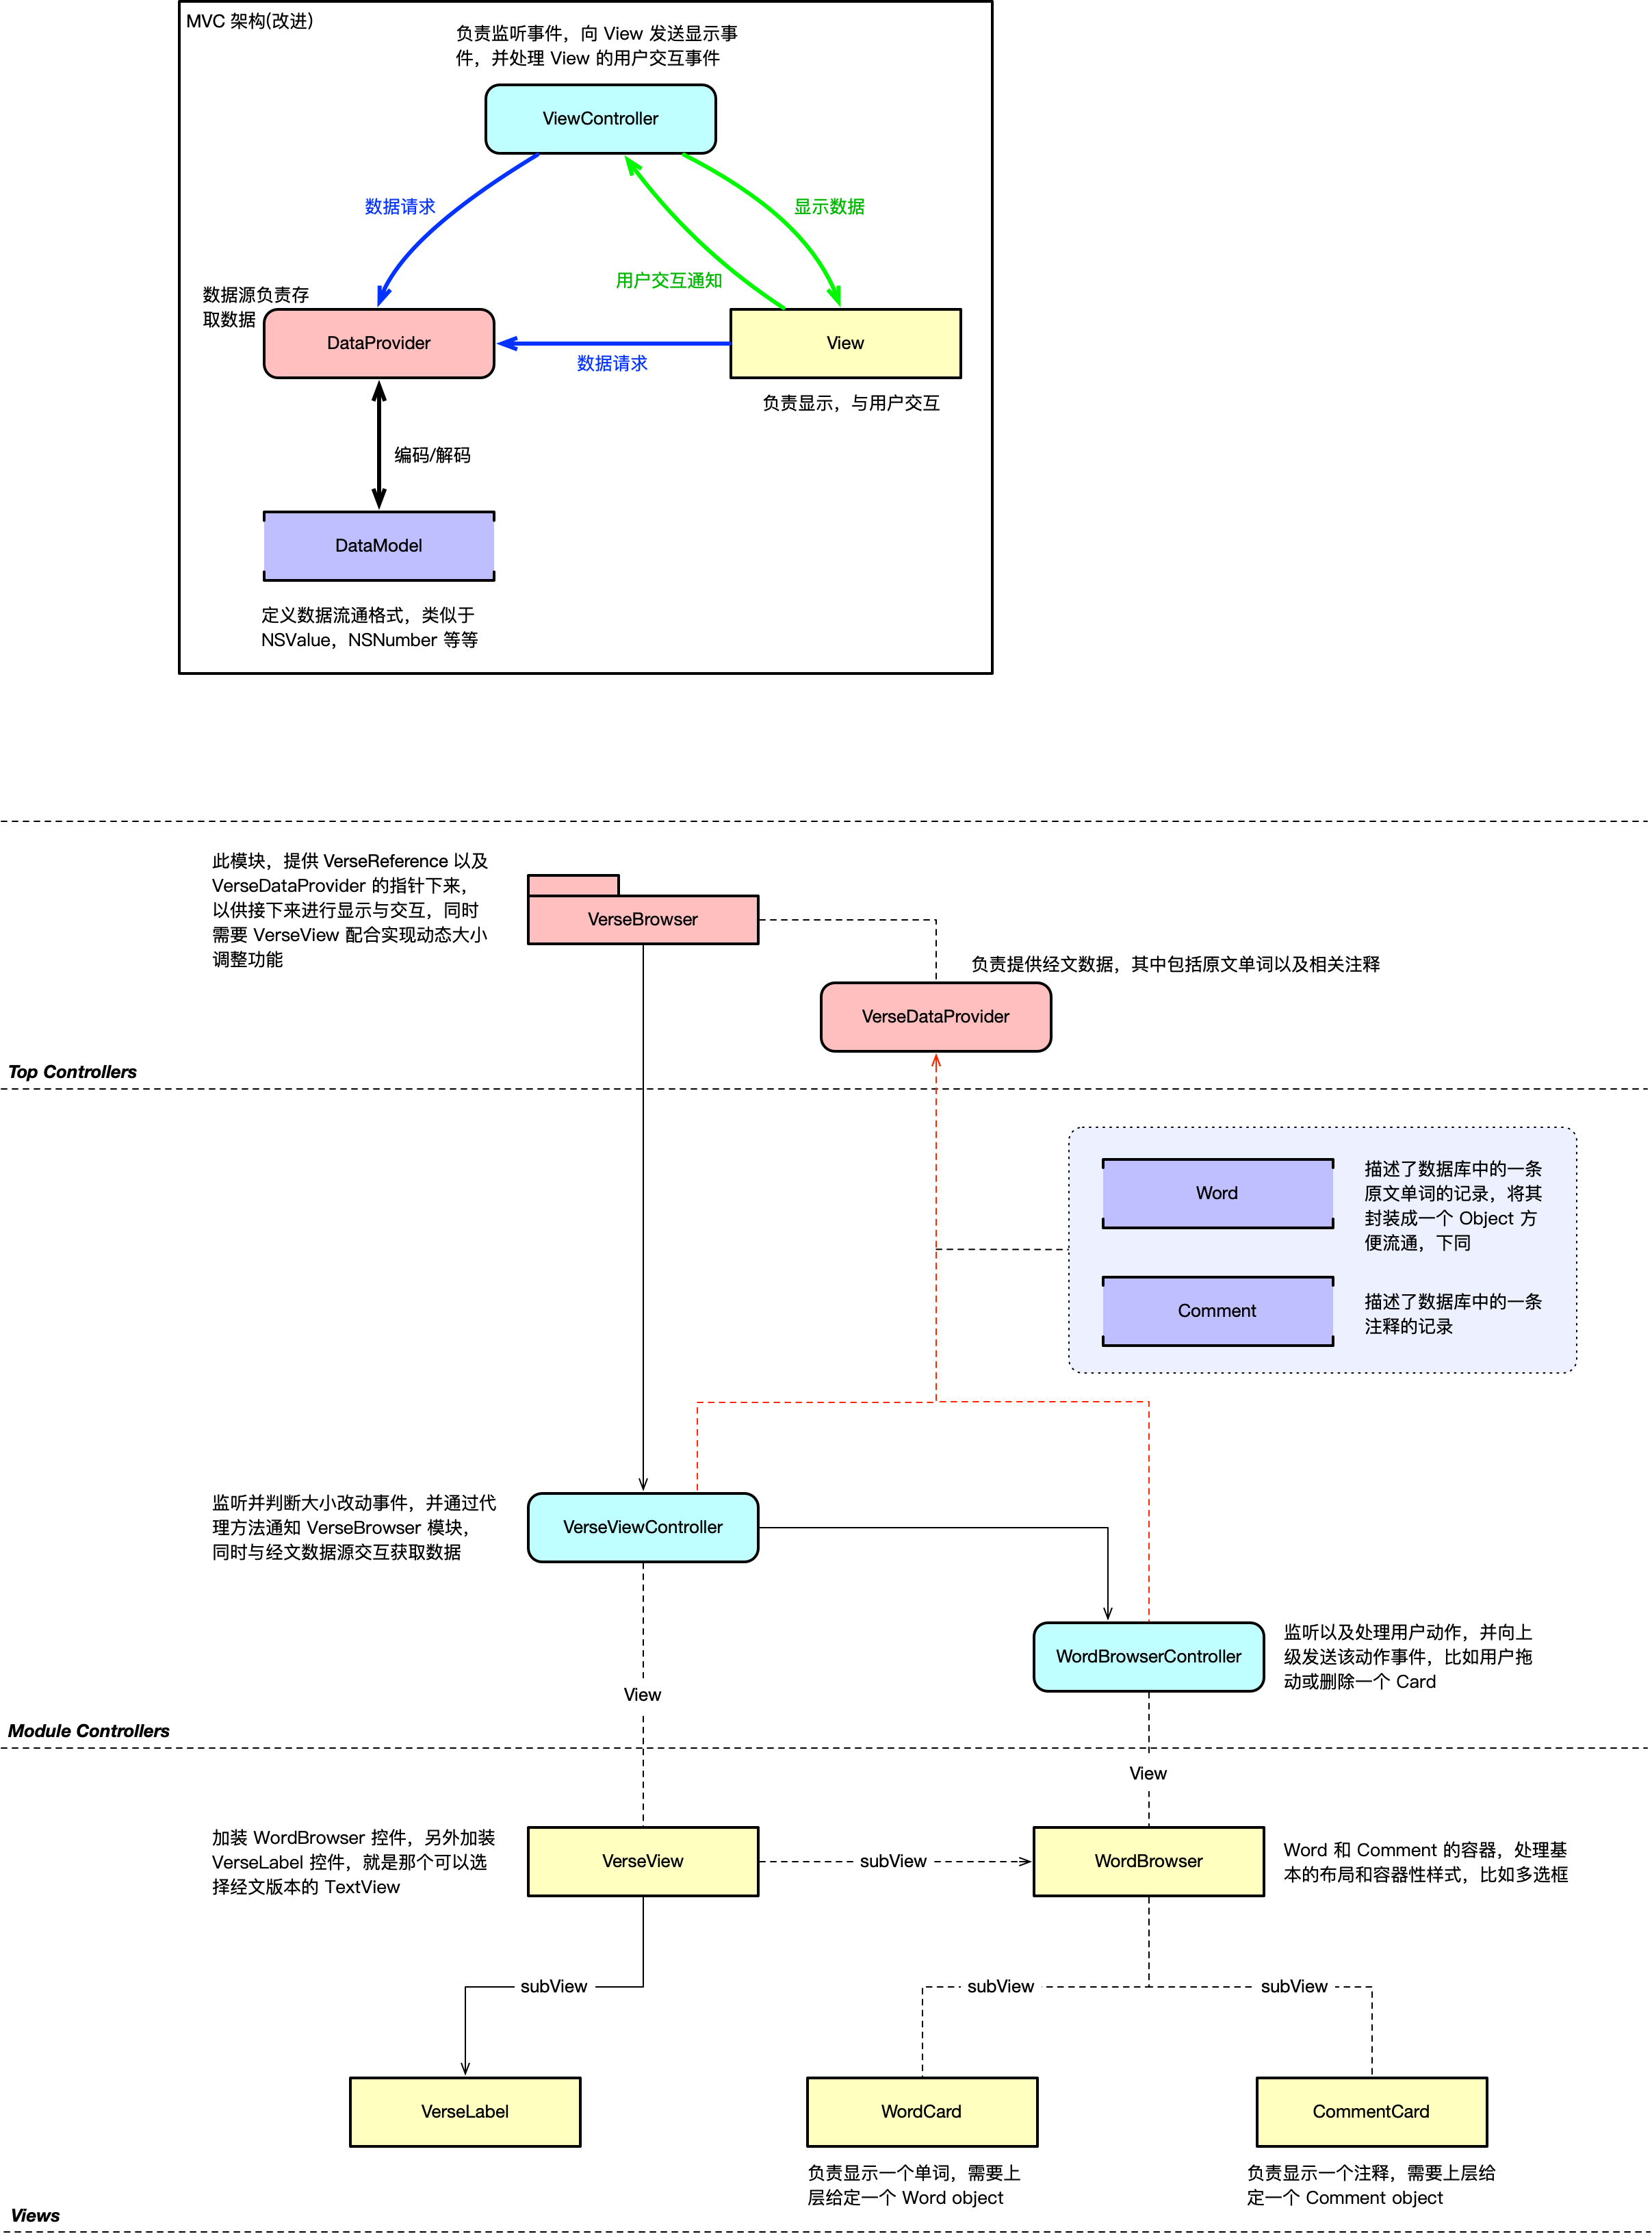 MVC 架构(改进)
负责监听事件，向 View 发送显示事
件，并处理 View 的用户交互事件
ViewController
数据请求
显示数据
用户交互通知
数据源负责存
取数据
DataProvider
View
数据请求
负责显示，与用户交互
编码/解码
DataModel
定义数据流通格式，类似于
NSValue，NSNumber 等等
此模块，提供 VerseReference 以及
VerseDataProvider 的指针下来，
以供接下来进行显示与交互，同时
需要 VerseView 配合实现动态大小
调整功能
VerseBrowser
负责提供经文数据，其中包括原文单词以及相关注释
VerseDataProvider
Top Controllers
Word
描述了数据库中的一条
原文单词的记录，将其
封装成一个 Object 方
便流通，下同
Comment
描述了数据库中的一条
注释的记录
监听并判断大小改动事件，并通过代
理方法通知 VerseBrowser 模块，
同时与经文数据源交互获取数据
VerseViewController
WordBrowserController
监听以及处理用户动作，并向上
级发送该动作事件，比如用户拖
动或删除一个 Card
View
Module Controllers
View
加装 WordBrowser 控件，另外加装
VerseLabel 控件，就是那个可以选
择经文版本的 TextView
VerseView
subView
WordBrowser
Word 和 Comment 的容器，处理基
本的布局和容器性样式，比如多选框
subView
subView
subView
VerseLabel
WordCard
CommentCard
负责显示一个单词，需要上
层给定一个 Word object
负责显示一个注释，需要上层给
定一个 Comment object
Views